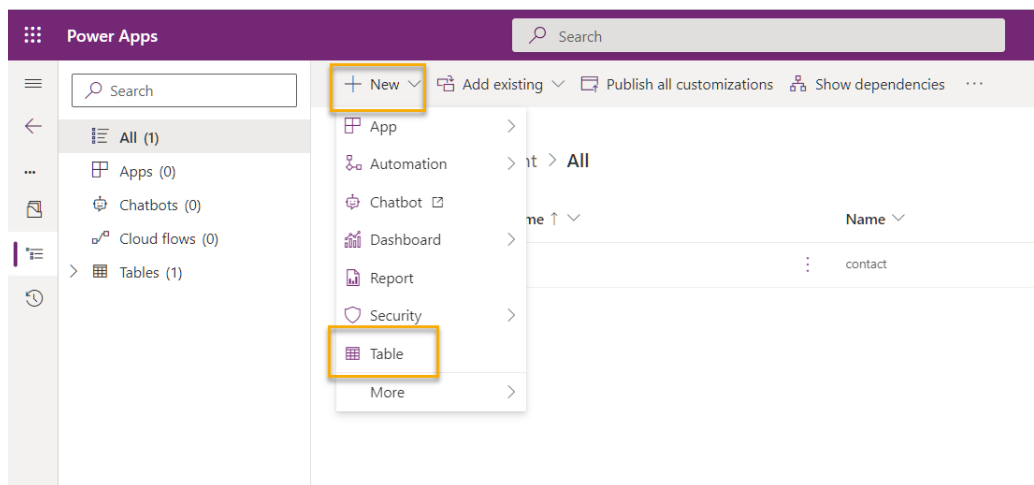 Power Apps
Search
Search
New
Add existing
Publish all customizations
Show dependencies
All (1)
Apps (0)
Chatbots (0)
Cloud flows (0)
Tables (1)
App
Automation
Chatbot
Dashboard
Report
Security
Table
More
> All
Name
contact